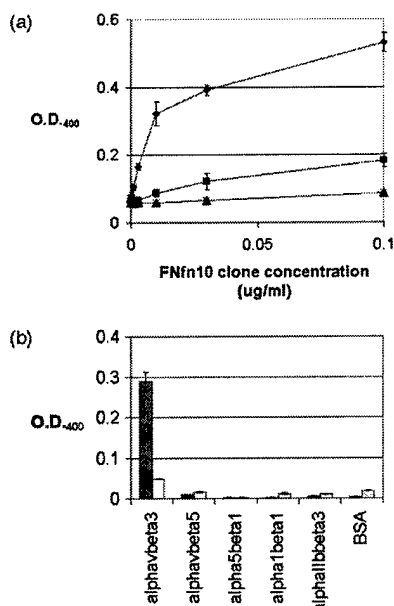 (a)
0.6
0.4
O.D.400
0.2
0
0 0.05 0.1
FNfn10 clone concentration
(ug/ml)
(b)
0.4
0.3
O.D.400
0.2
0.1
0
alphavbeta3
alphavbeta5
alpha5beta1
alpha1beta1
alphaIIbbeta3
BSA